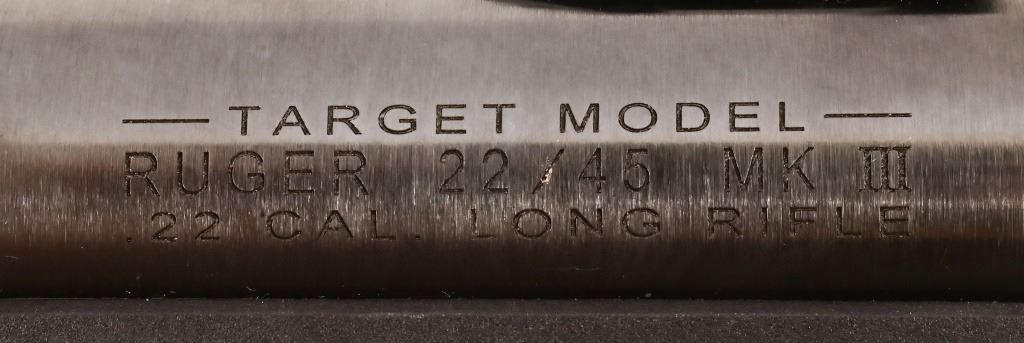 — TARGET MODEL —
RUGER 22/45 MK III
.22 CAL. LONG RIFLE